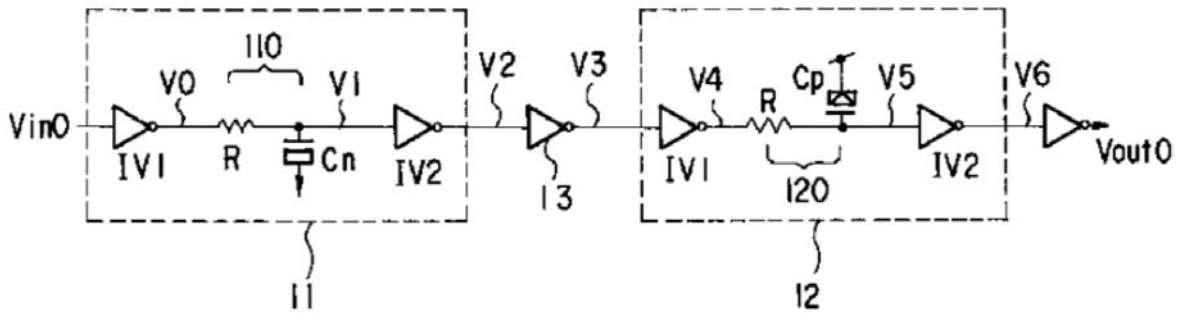 110
V0
V1
V2
V3
V4
Cp
V5
V6
Vin0
R
R
Vout0
IV1
Cn
IV2
13
IV1
120
IV2
11
12